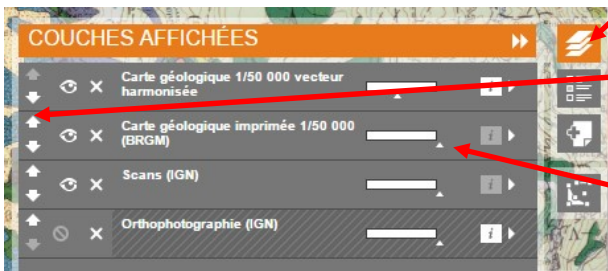 COUCHES AFFICHÉES
Carte géologique 1/50 000 vecteur
harmonisée
i
Carte géologique imprimée 1/50 000
(BRGM)
i
Scans (IGN)
i
Orthophotographie (IGN)
i